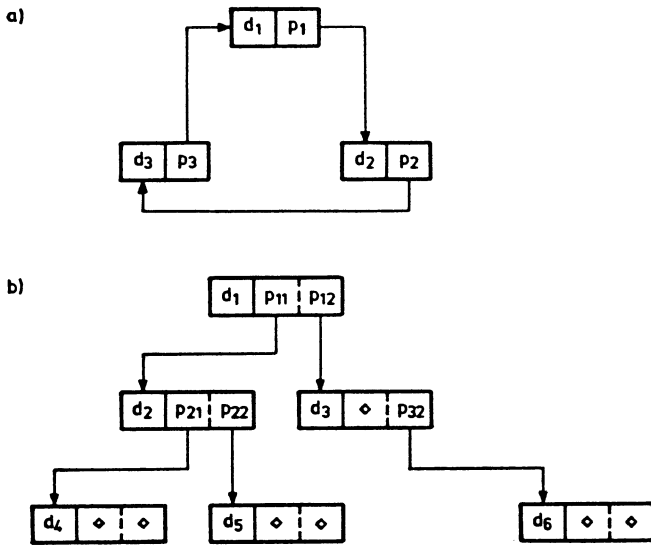 a)
d₁ p₁
d₃ p₃ d₂ p₂
b)
d₁ p₁₁ p₁₂
d₂ p₂₁ p₂₂ d₃ ◇ p₃₂
d₄ ◇ ◇ d₅ ◇ ◇ d₆ ◇ ◇